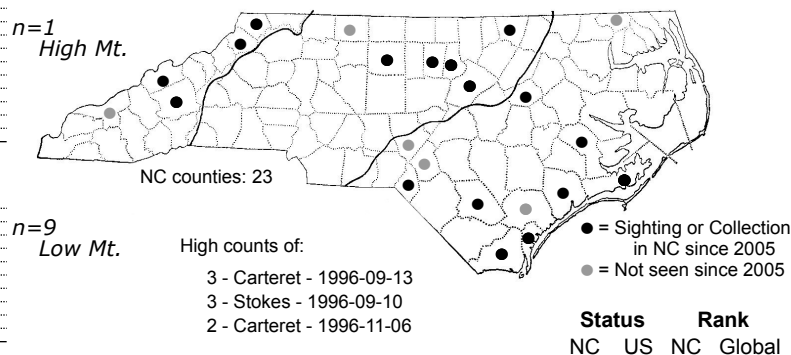 n=1
High Mt.
NC counties: 23
n=9
Low Mt.
High counts of:
3 - Carteret - 1996-09-13
3 - Stokes - 1996-09-10
2 - Carteret - 1996-11-06
= Sighting or Collection
in NC since 2005
= Not seen since 2005
Status Rank
NC US NC Global